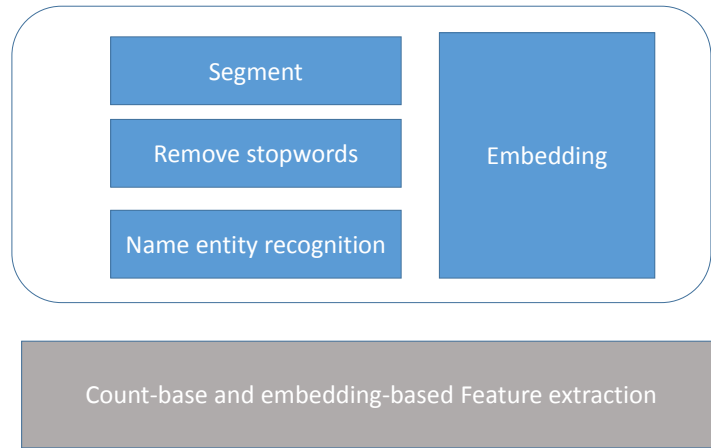 Segment
Remove stopwords
Name entity recognition
Embedding
Count-base and embedding-based Feature extraction